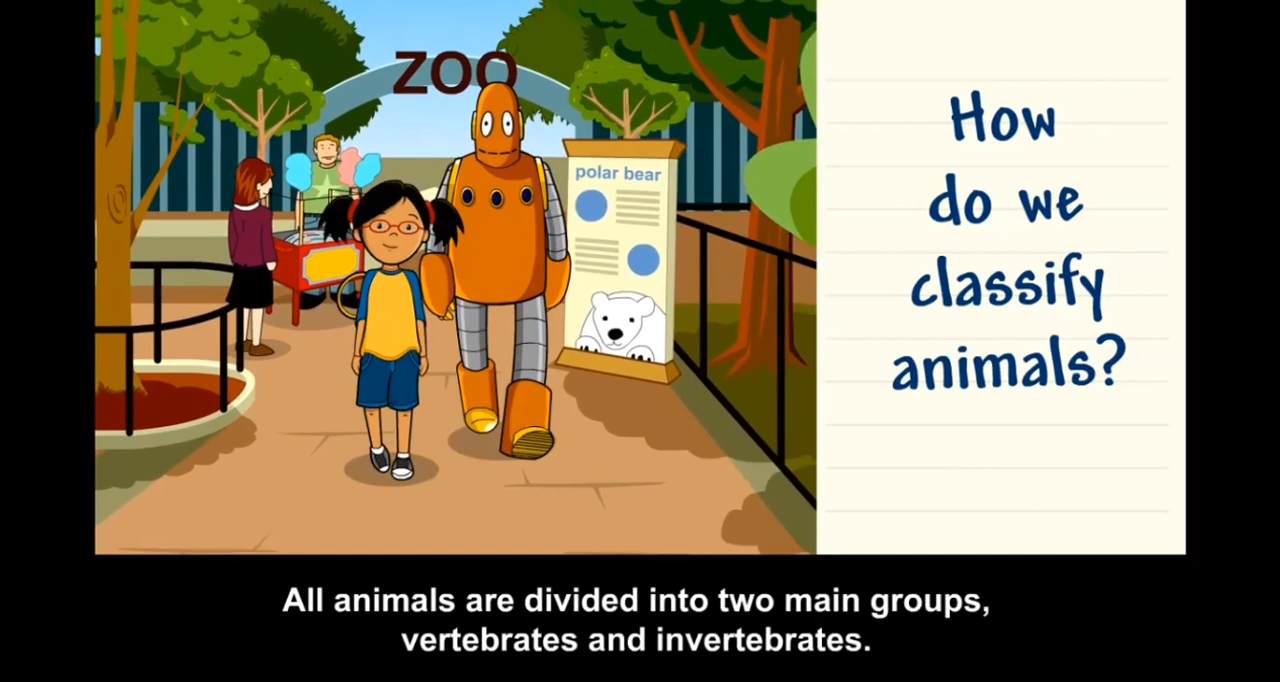 ZOO
polar bear
How
do we
classify
animals?
All animals are divided into two main groups,
vertebrates and invertebrates.